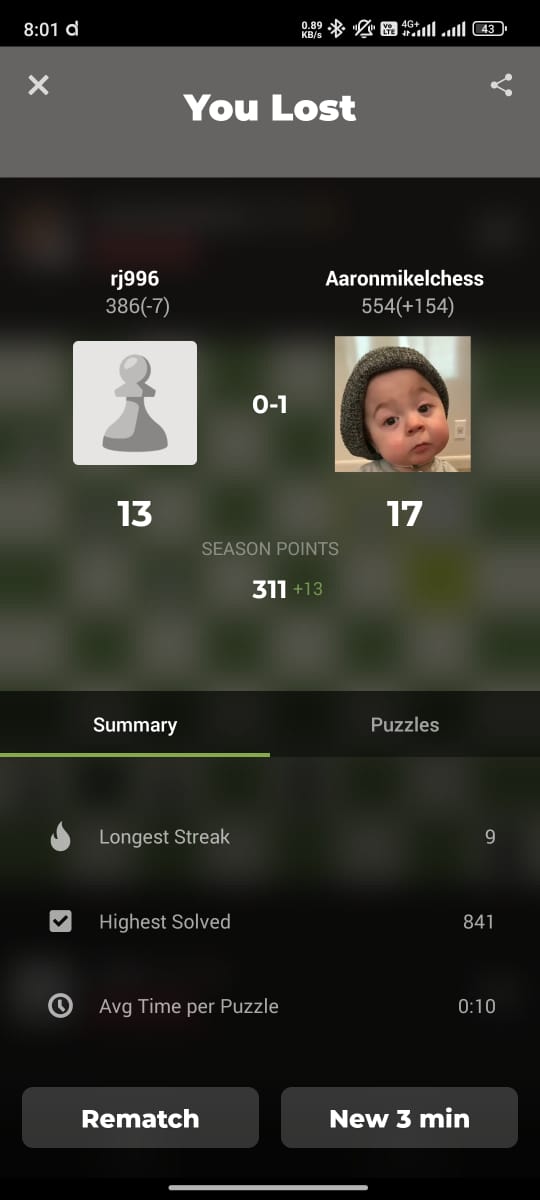 8:01 d
0.89 KB/s Vo LTE 4G+ 43
You Lost
rj996
386(-7)
Aaronmikelchess
554(+154)
0-1
13
17
SEASON POINTS
311 +13
Summary
Puzzles
Longest Streak 9
Highest Solved 841
Avg Time per Puzzle 0:10
Rematch
New 3 min